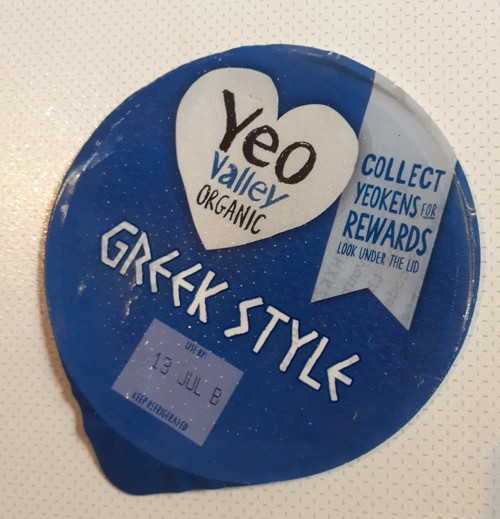 Yeo
Valley
ORGANIC
COLLECT
YEOKENS FOR
REWARDS
LOOK UNDER THE LID
GREEK STYLE
USE BY:
13 JUL B
KEEP REFRIGERATED